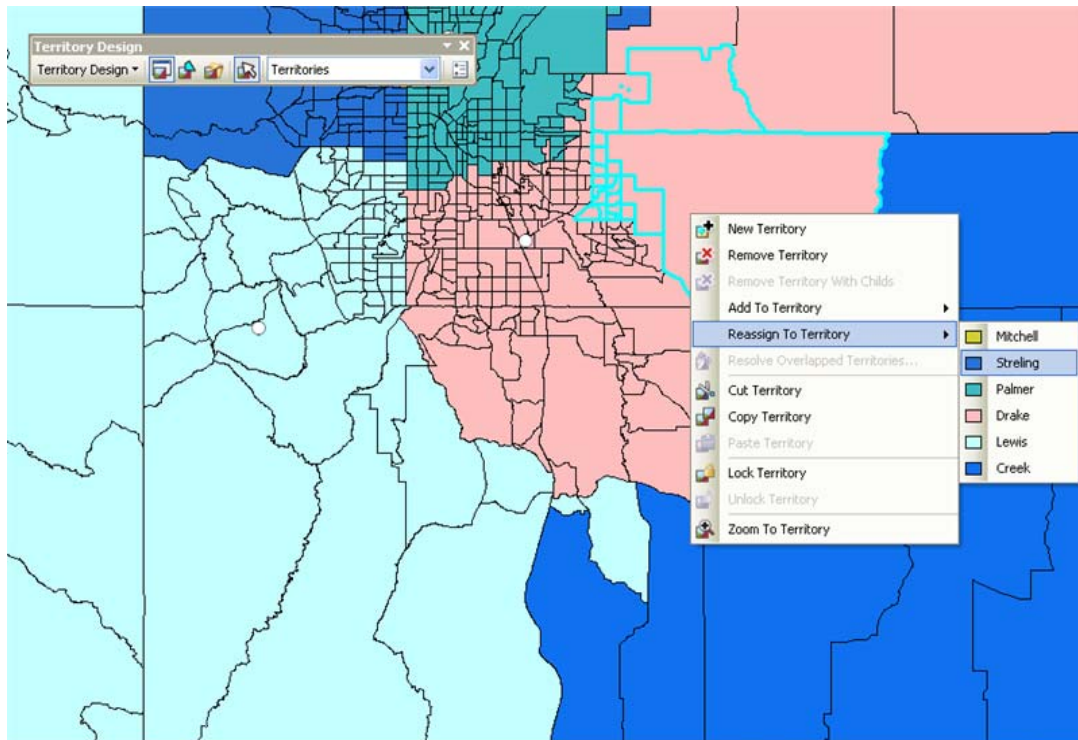 Territory Design
Territory Design
Territories
New Territory
Remove Territory
Remove Territory With Childs
Add To Territory
Reassign To Territory
Resolve Overlapped Territories...
Cut Territory
Copy Territory
Paste Territory
Lock Territory
Unlock Territory
Zoom To Territory
Mitchell
Streling
Palmer
Drake
Lewis
Creek